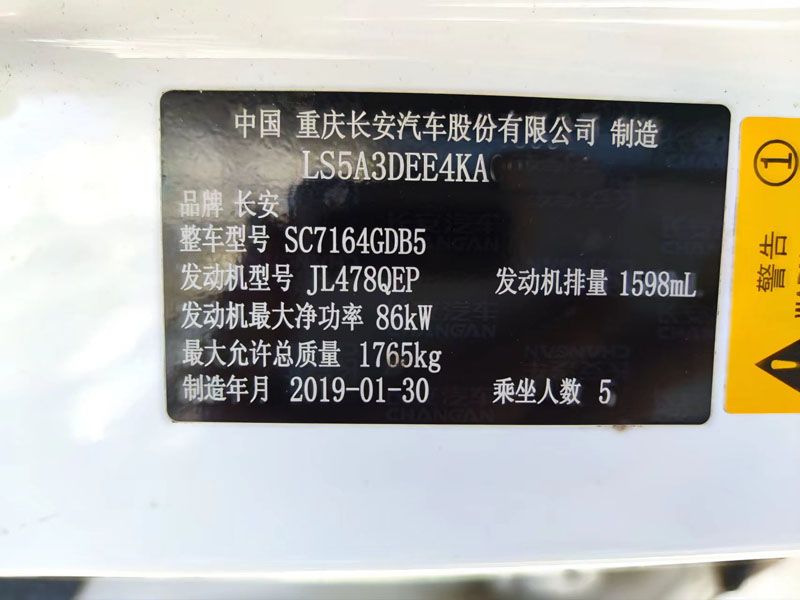 中国 重庆长安汽车股份有限公司 制造
LS5A3DEE4KA
品牌 长安
整车型号 SC7164GDB5
发动机型号 JL478QEP 发动机排量 1598mL
发动机最大净功率 86kW
最大允许总质量 1765kg
制造年月 2019-01-30 乘坐人数 5
①
警告